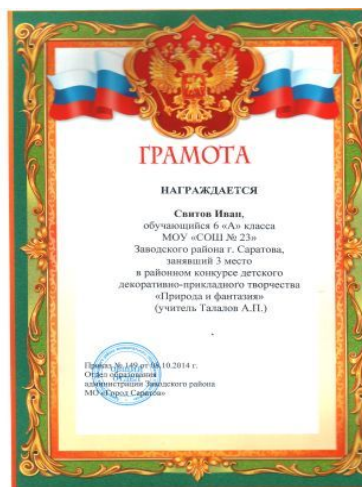 ГРАМОТА
НАГРАЖДАЕТСЯ
Свитов Иван,
обучающийся 6 «А» класса
МОУ «СОШ № 23»
Заводского района г. Саратова,
занявший 3 место
в районном конкурсе детского
декоративно-прикладного творчества
«Природа и фантазия»
(учитель Талалов А.П.)
Приказ № 149 от 08.10.2014 г.
Отдел образования
администрации Заводского района
МО «Город Саратов»